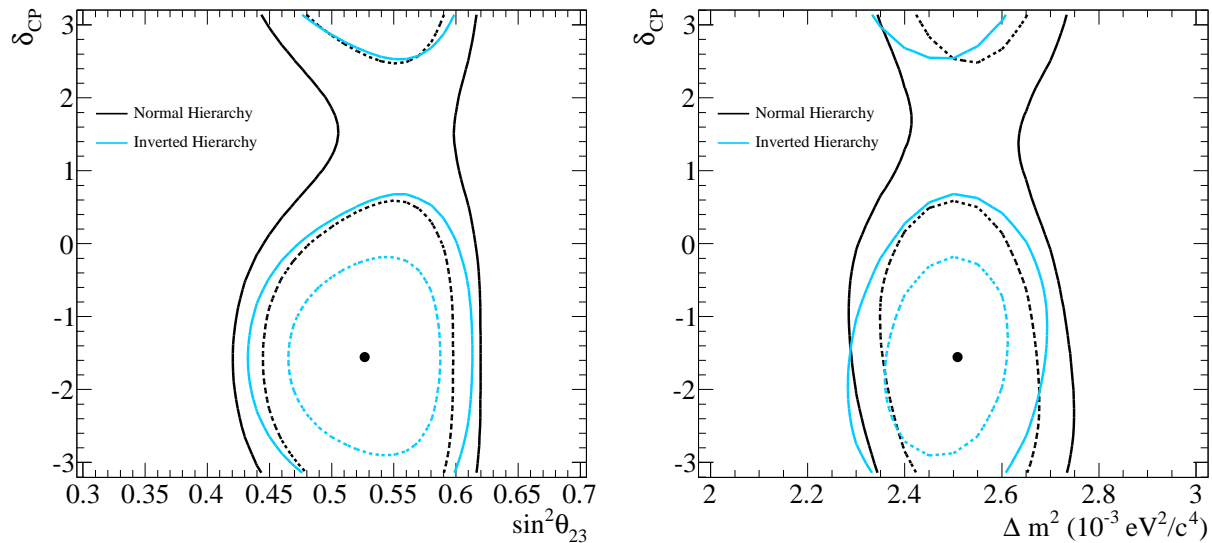 δCP
3
2
1
0
-1
-2
-3
Normal Hierarchy
Inverted Hierarchy
0.3 0.35 0.4 0.45 0.5 0.55 0.6 0.65 0.7
sin²θ₂₃
δCP
3
2
1
0
-1
-2
-3
Normal Hierarchy
Inverted Hierarchy
2 2.2 2.4 2.6 2.8 3
Δ m² (10⁻³ eV²/c⁴)